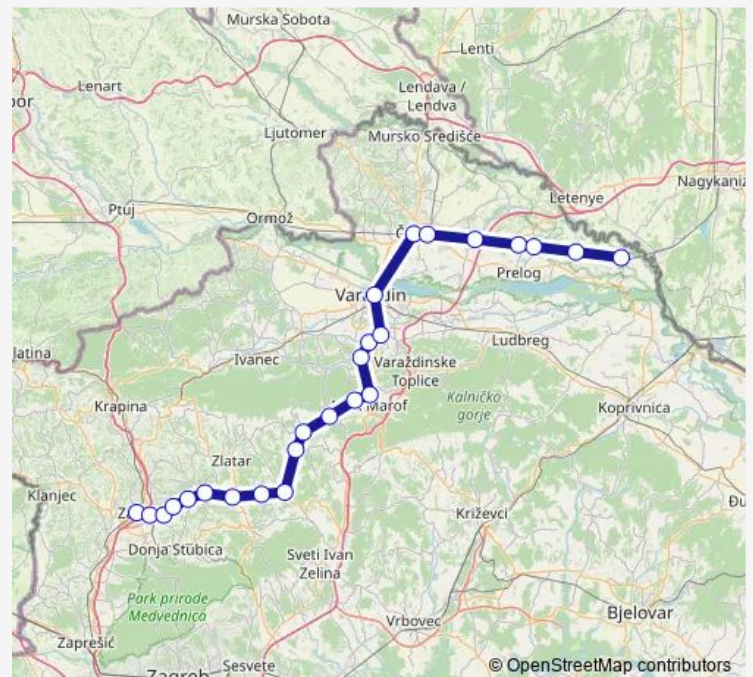 Murska Sobota
Lenti
Lenart
Lendava /
Lendva
Ljutomer
Mursko Središče
Nagykaniz
Letenye
Ptuj
Ormož
Prelog
Ludbreg
Ivanec
Varaždinske
Toplice
Krapina
Marof
Kalničko
gorje
Koprivnica
Zlatar
Klanjec
Križevci
Donja Stubica
Sveti Ivan
Zelina
Park prirode
Medvednica
Vrbovec
Bjelovar
Zaprešić
Sesvete
Zagreb
© OpenStreetMap contributors